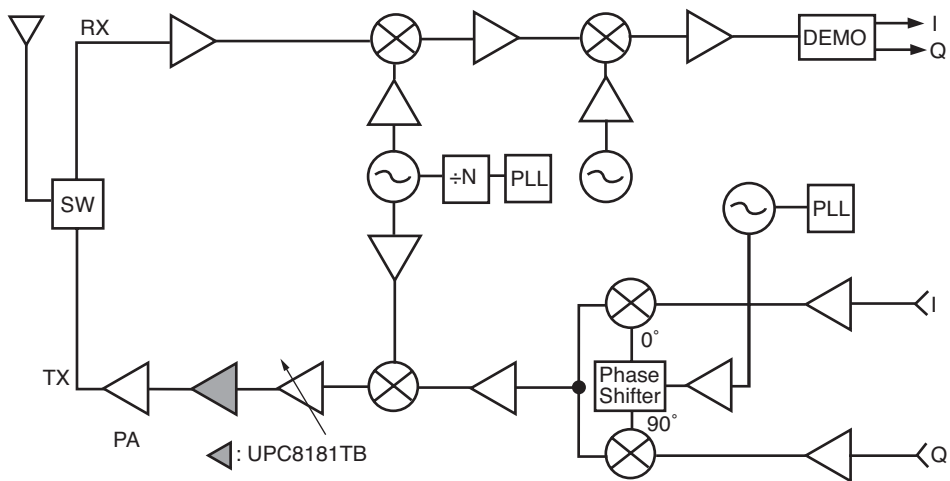 RX
I
DEMO
Q
SW
÷N
PLL
PLL
I
0°
TX
Phase
Shifter
90°
PA
: UPC8181TB
Q